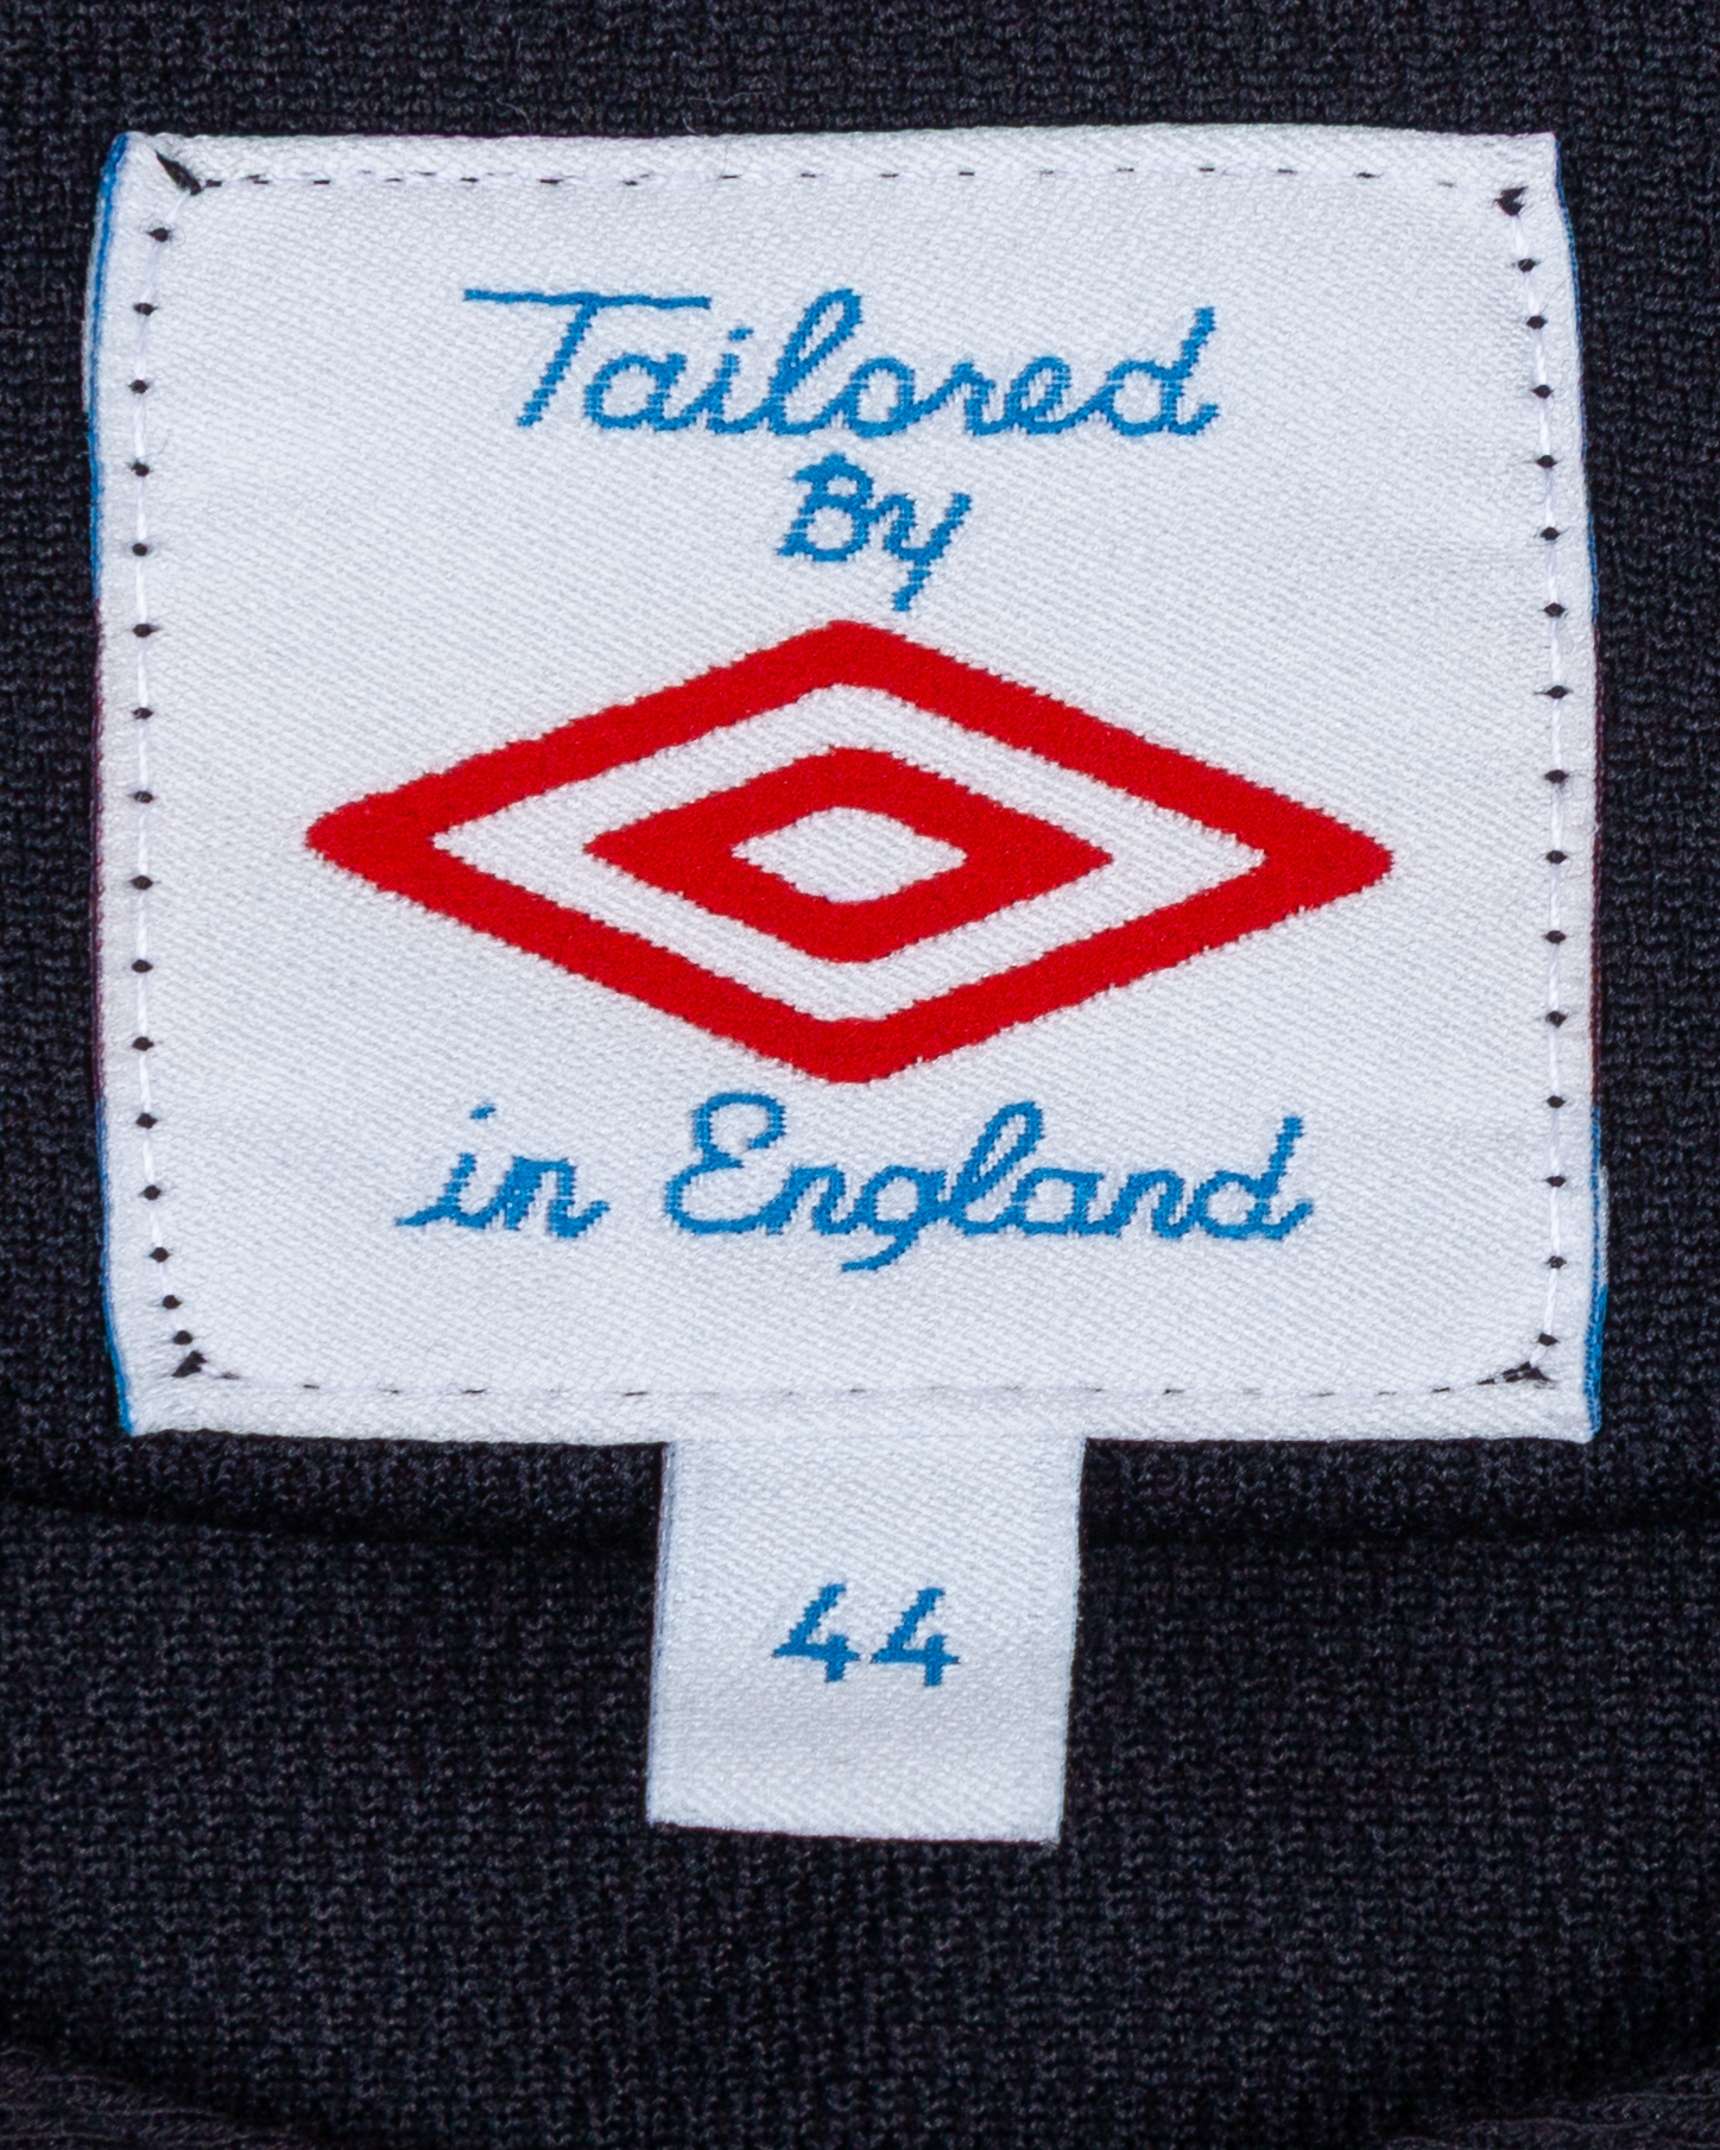 Tailored
By
in England
44